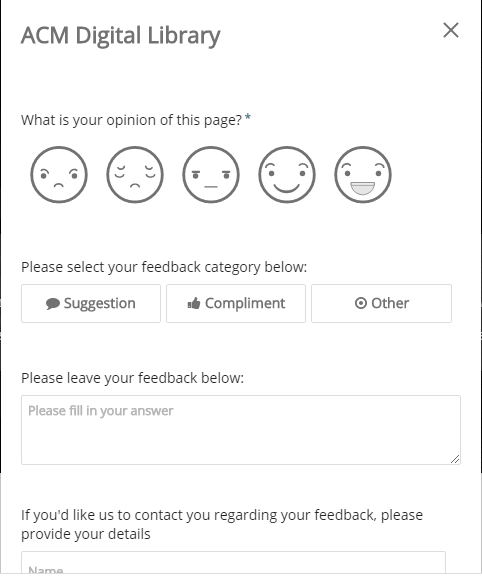 ACM Digital Library
What is your opinion of this page? *
Please select your feedback category below:
Suggestion
Compliment
Other
Please leave your feedback below:
Please fill in your answer
If you'd like us to contact you regarding your feedback, please
provide your details
Name